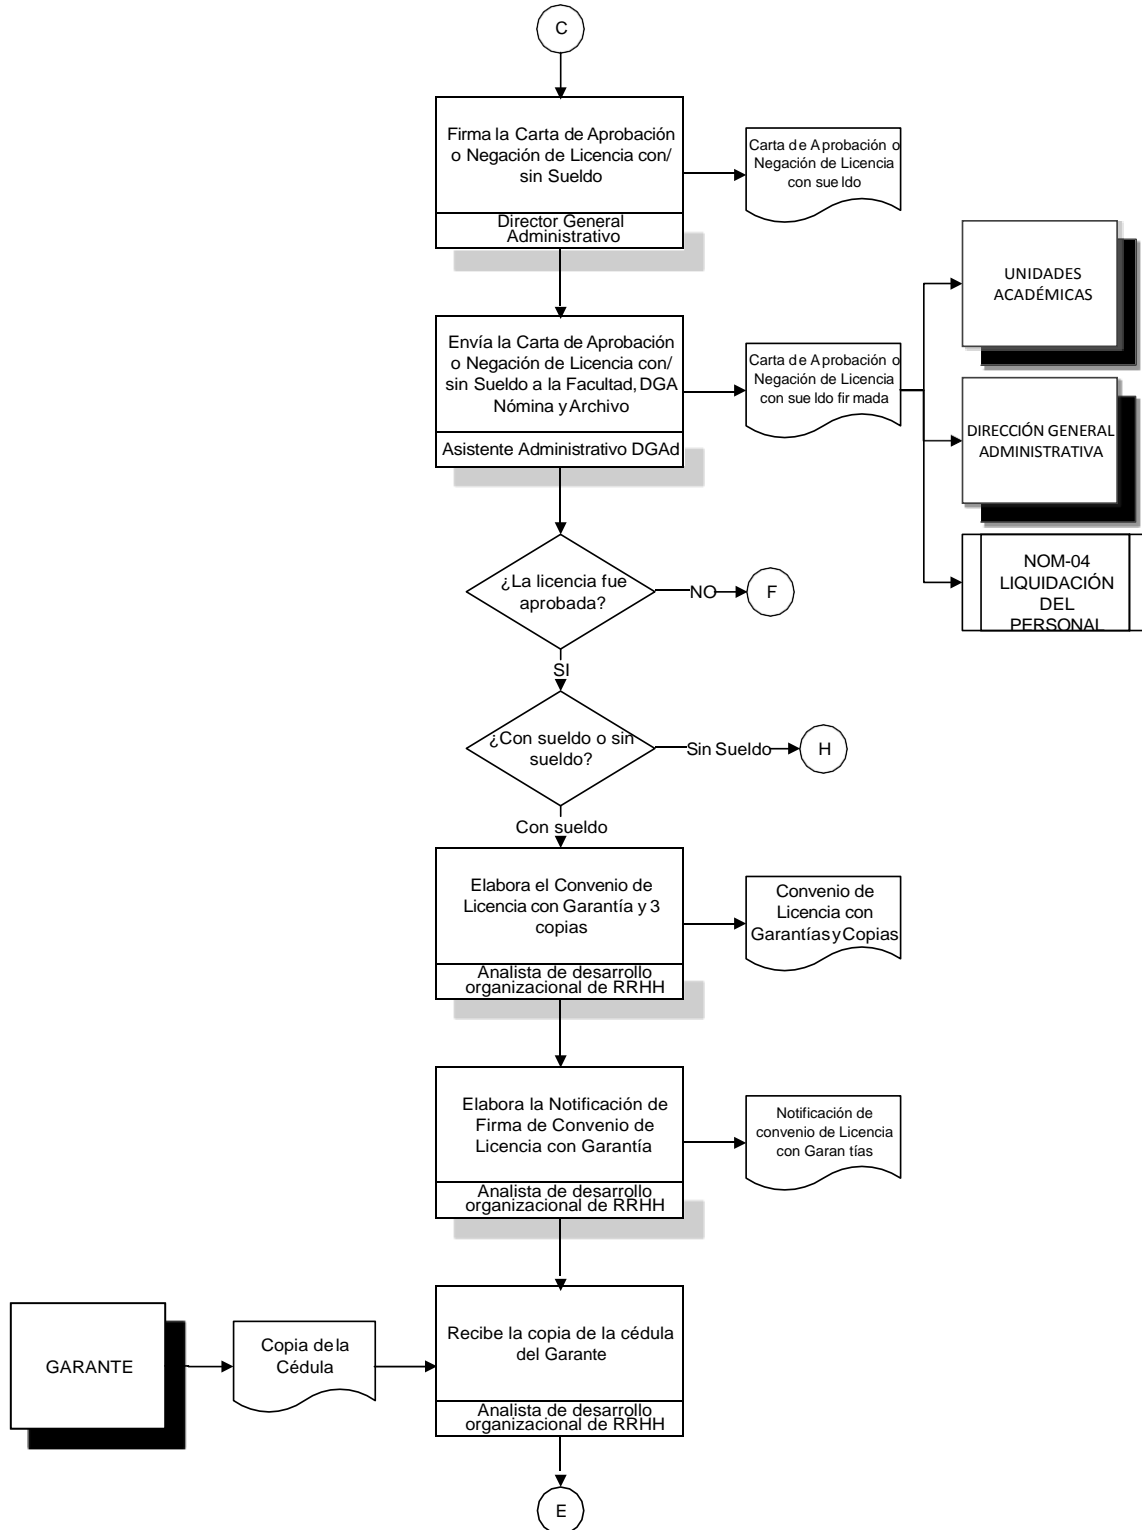 C
Firma la Carta de Aprobación
o Negación de Licencia con/
sin Sueldo
Director General
Administrativo
Carta de Aprobación o
Negación de Licencia
con sueldo
UNIDADES
ACADÉMICAS
Envía la Carta de Aprobación
o Negación de Licencia con/
sin Sueldo a la Facultad, DGA
Nómina y Archivo
Asistente Administrativo DGAd
Carta de Aprobación o
Negación de Licencia
con sueldo firmada
DIRECCIÓN GENERAL
ADMINISTRATIVA
NOM-04
LIQUIDACIÓN
DEL
PERSONAL
¿La licencia fue
aprobada?
NO
F
SI
¿Con sueldo o sin
sueldo?
Sin Sueldo
H
Con sueldo
Elabora el Convenio de
Licencia con Garantía y 3
copias
Analista de desarrollo
organizacional de RRHH
Convenio de
Licencia con
Garantías y Copias
Elabora la Notificación de
Firma de Convenio de
Licencia con Garantía
Analista de desarrollo
organizacional de RRHH
Notificación de
convenio de Licencia
con Garantías
GARANTE
Copia de la
Cédula
Recibe la copia de la cédula
del Garante
Analista de desarrollo
organizacional de RRHH
E